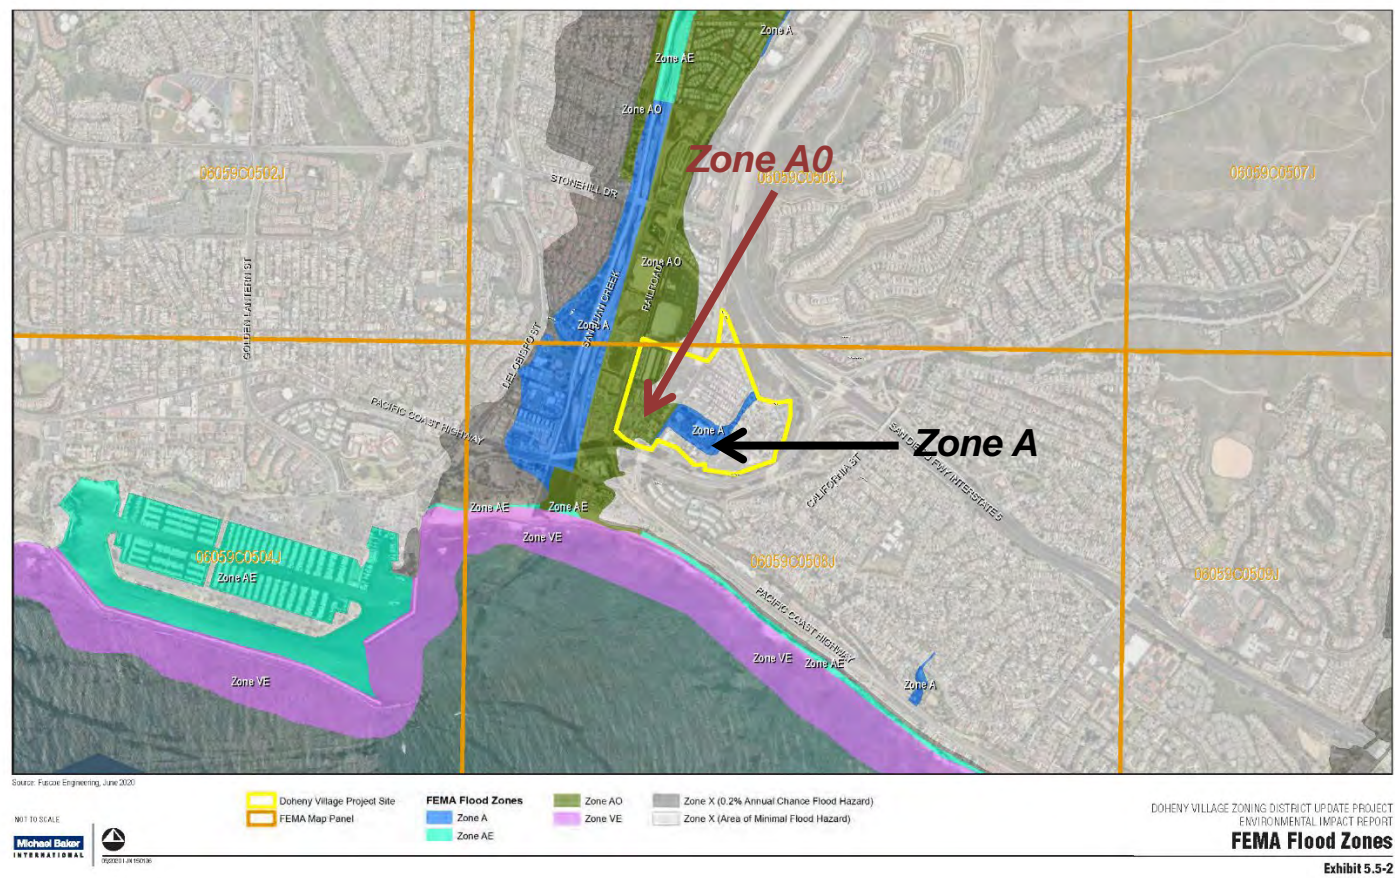 Zone A
Zone AE
Zone AO
Zone A0
06059C0502J
06059C0506J
06059C0507J
STONEHILL DR
GOLDEN LANTERN ST
Zone AO
RAILROAD
SAN JUAN CREEK
Zone A
DEL OBISPO ST
PACIFIC COAST HIGHWAY
Zone A
Zone A
SAN DIEGO FWY INTERSTATE 5
CALIFORNIA ST
Zone AE
Zone AE
Zone VE
06059C0504J
Zone AE
06059C0508J
06059C0509J
PACIFIC COAST HIGHWAY
Zone VE
Zone AE
Zone VE
Zone A
Source: Fuscoe Engineering, June 2020
NOT TO SCALE
Michael Baker
INTERNATIONAL
Doheny Village Project Site
FEMA Map Panel
FEMA Flood Zones
Zone A
Zone AE
Zone AO
Zone VE
Zone X (0.2% Annual Chance Flood Hazard)
Zone X (Area of Minimal Flood Hazard)
DOHENY VILLAGE ZONING DISTRICT UPDATE PROJECT
ENVIRONMENTAL IMPACT REPORT
FEMA Flood Zones
Exhibit 5.5-2